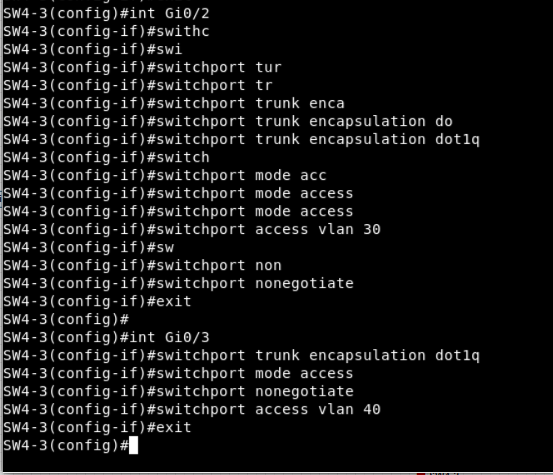 SW4-3(config)#int Gi0/2
SW4-3(config-if)#swithc
SW4-3(config-if)#swi
SW4-3(config-if)#switchport tur
SW4-3(config-if)#switchport tr
SW4-3(config-if)#switchport trunk enca
SW4-3(config-if)#switchport trunk encapsulation do
SW4-3(config-if)#switchport trunk encapsulation dot1q
SW4-3(config-if)#switch
SW4-3(config-if)#switchport mode acc
SW4-3(config-if)#switchport mode access
SW4-3(config-if)#switchport mode access
SW4-3(config-if)#switchport access vlan 30
SW4-3(config-if)#sw
SW4-3(config-if)#switchport non
SW4-3(config-if)#switchport nonegotiate
SW4-3(config-if)#exit
SW4-3(config)#
SW4-3(config)#int Gi0/3
SW4-3(config-if)#switchport trunk encapsulation dot1q
SW4-3(config-if)#switchport mode access
SW4-3(config-if)#switchport nonegotiate
SW4-3(config-if)#switchport access vlan 40
SW4-3(config-if)#exit
SW4-3(config)#